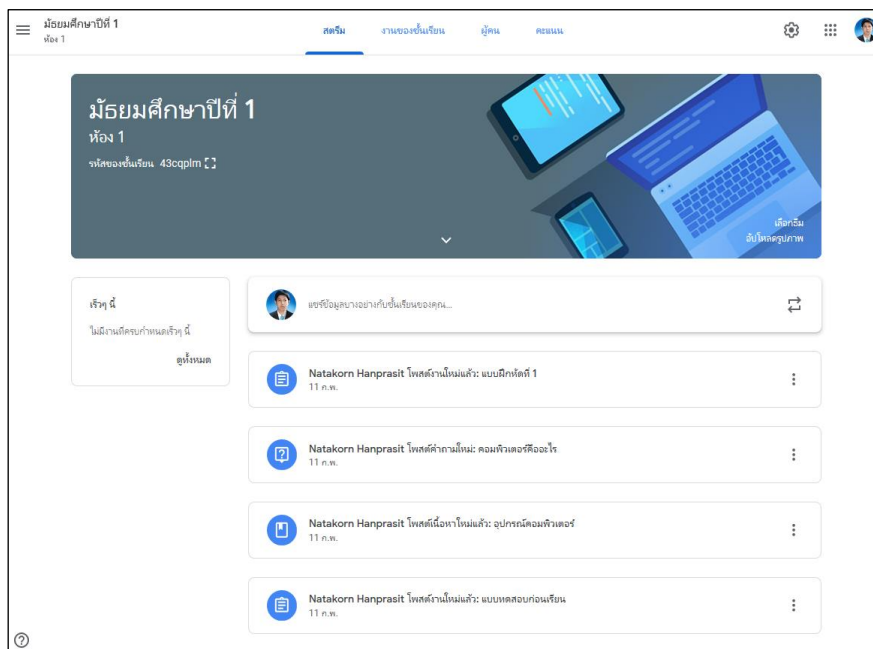 มัธยมศึกษาปีที่ 1
ห้อง 1
สตรีม
งานของชั้นเรียน
ผู้คน
คะแนน
มัธยมศึกษาปีที่ 1
ห้อง 1
รหัสของชั้นเรียน 43cqplm
เลือกธีม
อัปโหลดรูปภาพ
เร็วๆ นี้
ไม่มีงานที่ครบกำหนดเร็วๆ นี้
ดูทั้งหมด
แชร์ข้อมูลบางอย่างกับชั้นเรียนของคุณ...
Natakorn Hanprasit โพสต์งานใหม่แล้ว: แบบฝึกหัดที่ 1
11 ก.พ.
Natakorn Hanprasit โพสต์คำถามใหม่: คอมพิวเตอร์คืออะไร
11 ก.พ.
Natakorn Hanprasit โพสต์เนื้อหาใหม่แล้ว: อุปกรณ์คอมพิวเตอร์
11 ก.พ.
Natakorn Hanprasit โพสต์งานใหม่แล้ว: แบบทดสอบก่อนเรียน
11 ก.พ.